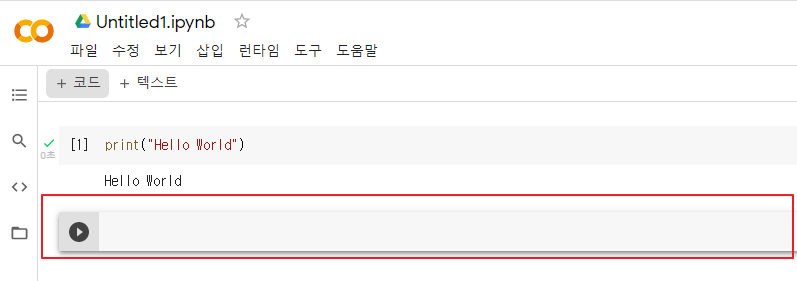 Untitled1.ipynb
파일 수정 보기 삽입 런타임 도구 도움말
+ 코드 + 텍스트
[1] print("Hello World")
0초
Hello World